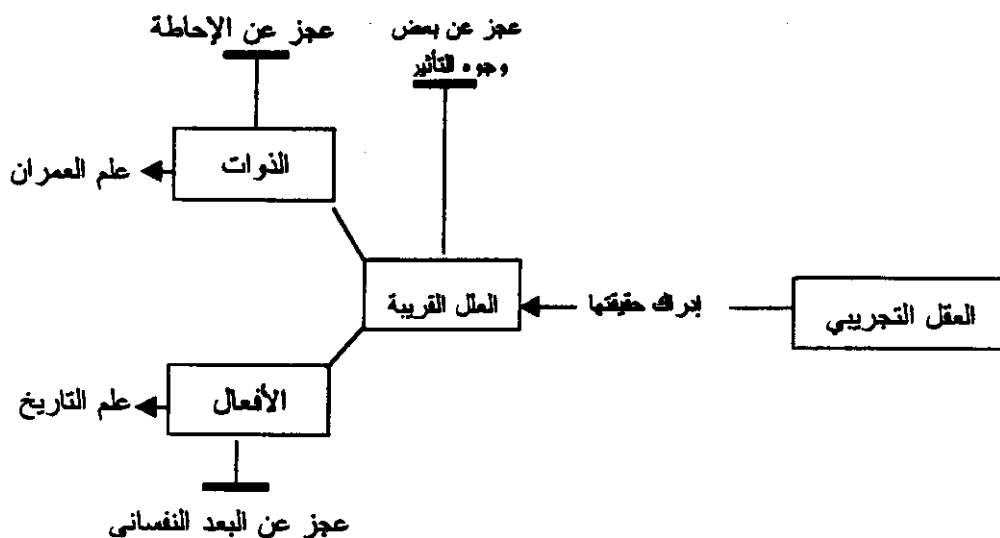 عجز عن بعض
وجوه التأثير
عجز عن الإحاطة
الذوات
علم العمران
العقل التجريبي
إدراك حقيقتها
العلل القريبة
الأفعال
علم التاريخ
عجز عن البعد النفساني